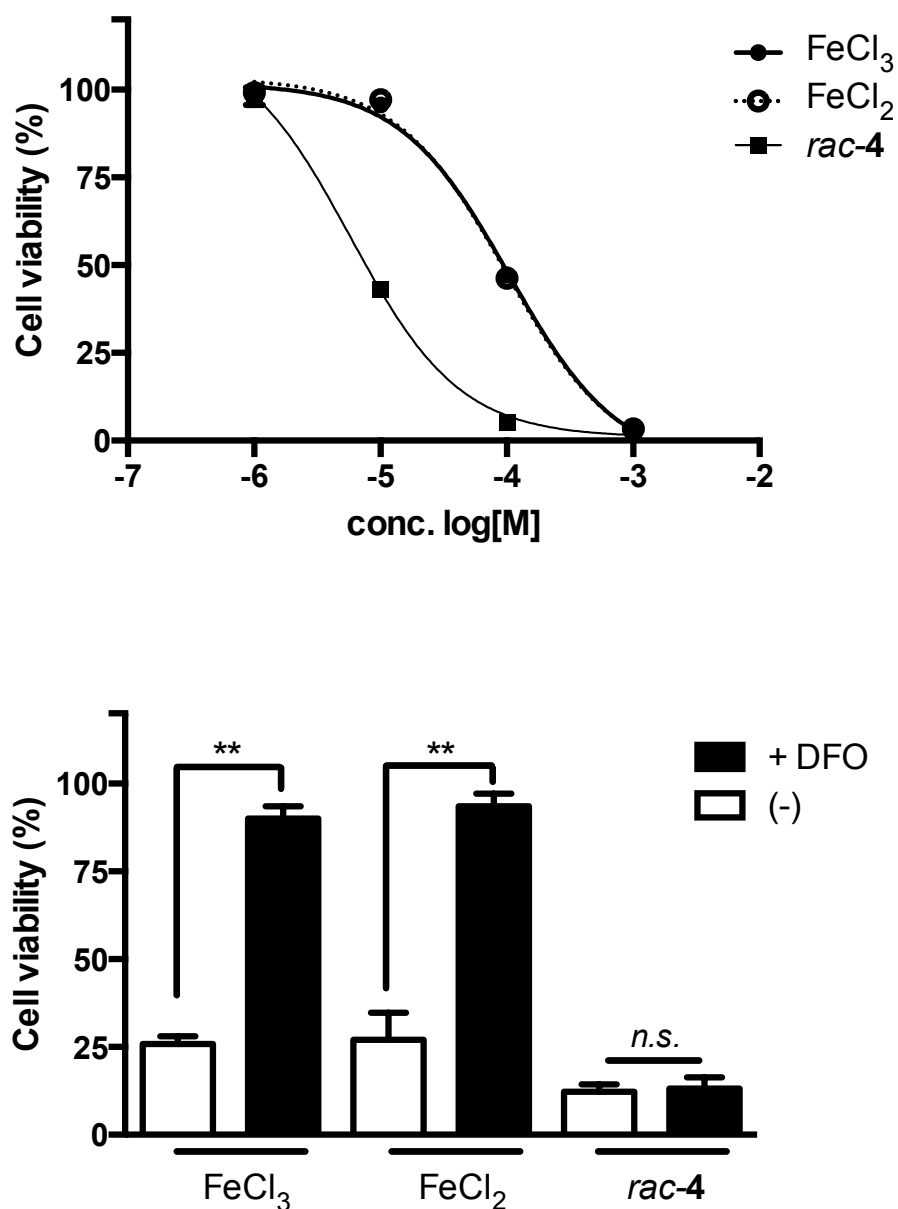 FeCl3
FeCl2
rac-4
Cell viability (%)
100
75
50
25
0
-7 -6 -5 -4 -3 -2
conc. log[M]
+ DFO
(-)
Cell viability (%)
100
75
50
25
0
** **
n.s.
FeCl3 FeCl2 rac-4